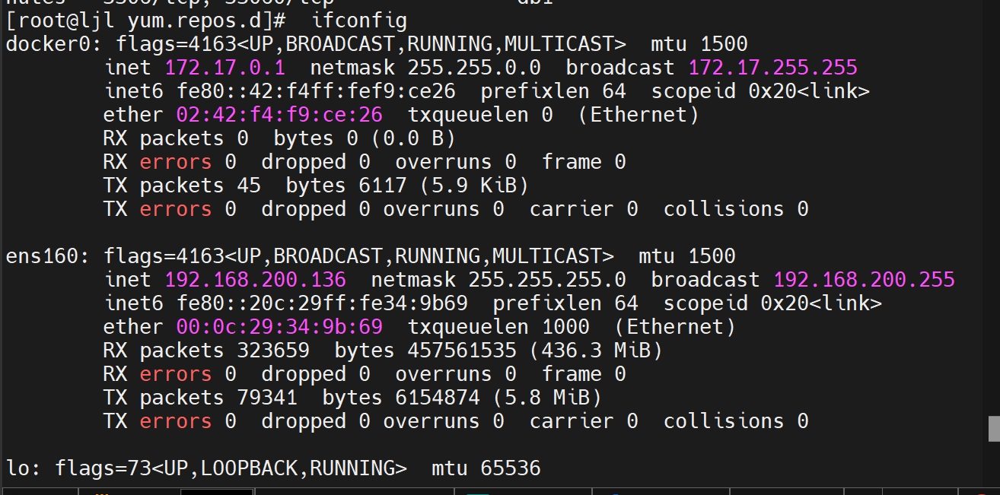 3306/tcp, 33060/tcp db1
[root@ljl yum.repos.d]# ifconfig
docker0: flags=4163<UP,BROADCAST,RUNNING,MULTICAST> mtu 1500
inet 172.17.0.1 netmask 255.255.0.0 broadcast 172.17.255.255
inet6 fe80::42:f4ff:fef9:ce26 prefixlen 64 scopeid 0x20<link>
ether 02:42:f4:f9:ce:26 txqueuelen 0 (Ethernet)
RX packets 0 bytes 0 (0.0 B)
RX errors 0 dropped 0 overruns 0 frame 0
TX packets 45 bytes 6117 (5.9 KiB)
TX errors 0 dropped 0 overruns 0 carrier 0 collisions 0
ens160: flags=4163<UP,BROADCAST,RUNNING,MULTICAST> mtu 1500
inet 192.168.200.136 netmask 255.255.255.0 broadcast 192.168.200.255
inet6 fe80::20c:29ff:fe34:9b69 prefixlen 64 scopeid 0x20<link>
ether 00:0c:29:34:9b:69 txqueuelen 1000 (Ethernet)
RX packets 323659 bytes 457561535 (436.3 MiB)
RX errors 0 dropped 0 overruns 0 frame 0
TX packets 79341 bytes 6154874 (5.8 MiB)
TX errors 0 dropped 0 overruns 0 carrier 0 collisions 0
lo: flags=73<UP,LOOPBACK,RUNNING> mtu 65536